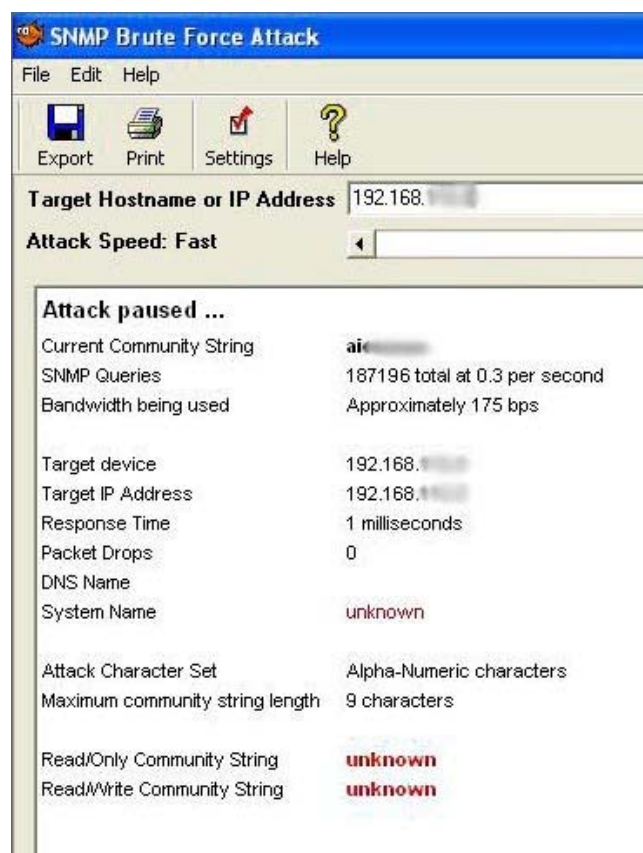 SNMP Brute Force Attack
File Edit Help
Export Print Settings Help
Target Hostname or IP Address 192.168.
Attack Speed: Fast
Attack paused ...
Current Community String
SNMP Queries 187196 total at 0.3 per second
Bandwidth being used Approximately 175 bps
Target device 192.168.
Target IP Address 192.168.
Response Time 1 milliseconds
Packet Drops 0
DNS Name
System Name unknown
Attack Character Set Alpha-Numeric characters
Maximum community string length 9 characters
Read/Only Community String unknown
Read/Write Community String unknown